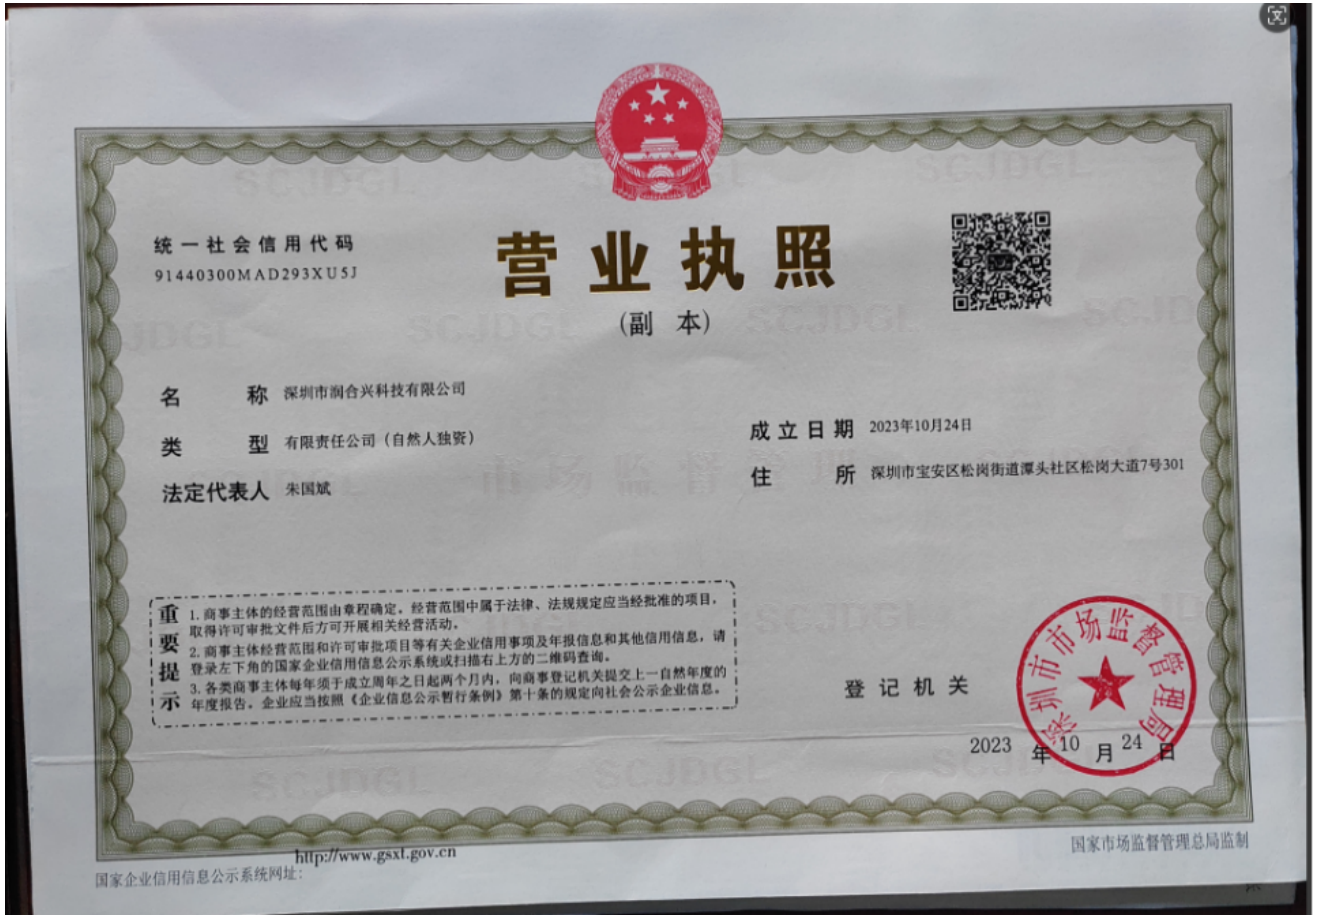 统一社会信用代码
91440300MAD293XU5J
营业执照
(副 本)
名 称 深圳市润合兴科技有限公司
类 型 有限责任公司(自然人独资)
法定代表人 朱国斌
成立日期 2023年10月24日
住 所 深圳市宝安区松岗街道潭头社区松岗大道7号301
重要提示
1.商事主体的经营范围由章程确定。经营范围中属于法律、法规规定应当经批准的项目,
取得许可审批文件后方可开展相关经营活动。
2.商事主体经营范围和许可审批项目等有关企业信用事项及年报信息和其他信用信息,请
登录左下角的国家企业信用信息公示系统或扫描右上方的二维码查询。
3.各类商事主体每年须于成立周年之日起两个月内,向商事登记机关提交上一自然年度的
年度报告。企业应当按照《企业信息公示暂行条例》第十条的规定向社会公示企业信息。
登记机关
深圳市市场监督管理局
2023 年 10 月 24 日
国家企业信用信息公示系统网址:
http://www.gsxt.gov.cn
国家市场监督管理总局监制
SCJDGL
市场监督管理